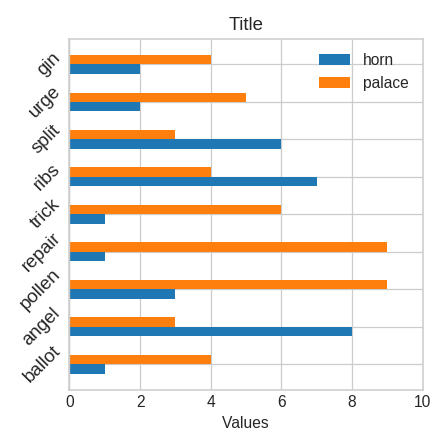 Title
horn
palace
gin
urge
split
ribs
trick
repair
pollen
angel
ballot
0 2 4 6 8 10
Values